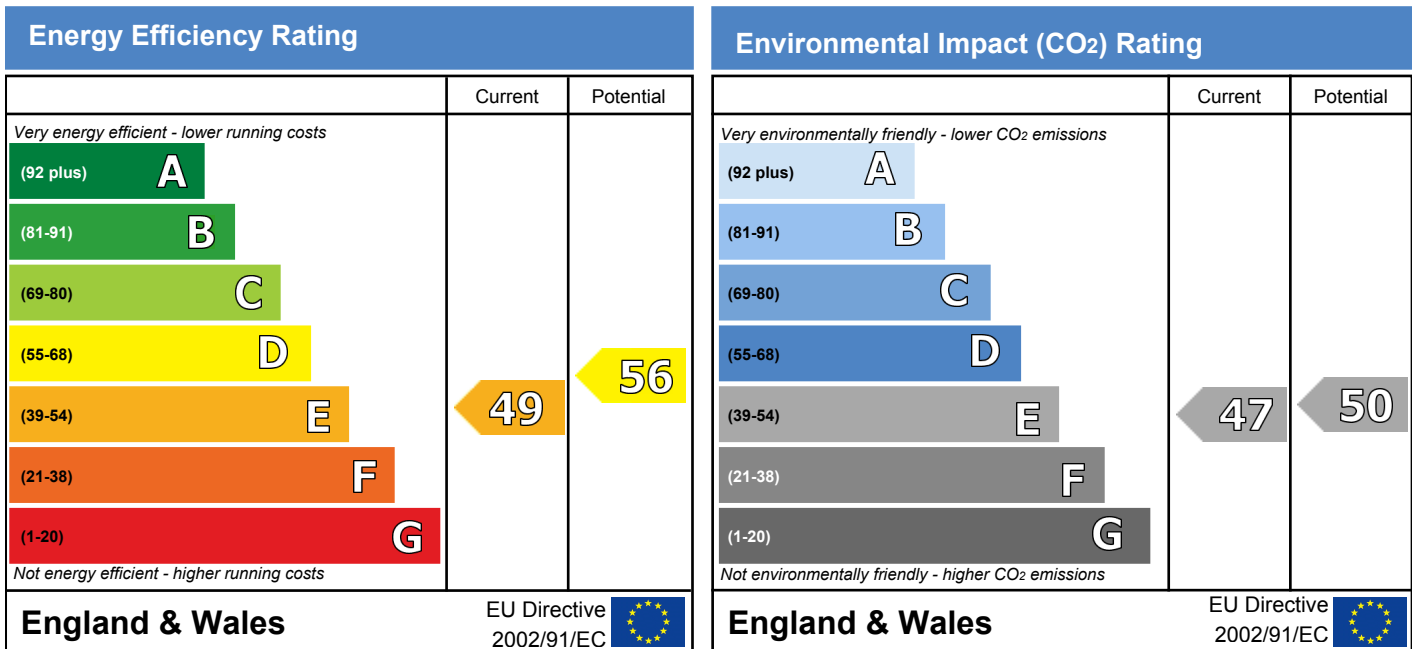 Energy Efficiency Rating
Current Potential
Very energy efficient - lower running costs
(92 plus) A
(81-91) B
(69-80) C
(55-68) D
(39-54) E
(21-38) F
(1-20) G
49
56
Not energy efficient - higher running costs
England & Wales
EU Directive
2002/91/EC
Environmental Impact (CO2) Rating
Current Potential
Very environmentally friendly - lower CO2 emissions
(92 plus) A
(81-91) B
(69-80) C
(55-68) D
(39-54) E
(21-38) F
(1-20) G
47
50
Not environmentally friendly - higher CO2 emissions
England & Wales
EU Directive
2002/91/EC